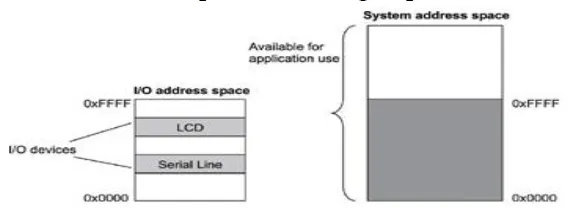 System address space
Available for
application use
I/O address space
0xFFFF
0xFFFF
LCD
I/O devices
Serial Line
0x0000
0x0000